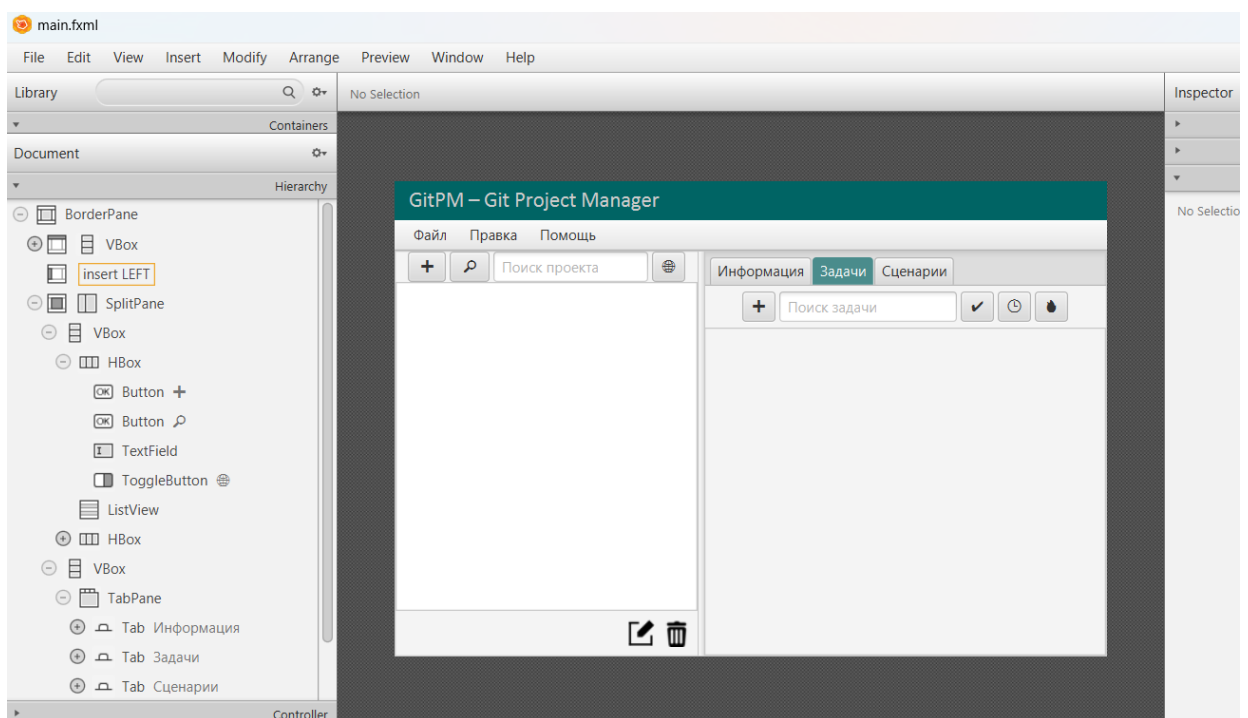 main.fxml
File Edit View Insert Modify Arrange Preview Window Help
Library
No Selection
Inspector
Containers
Document
Hierarchy
BorderPane
VBox
insert LEFT
SplitPane
VBox
HBox
Button +
Button
TextField
ToggleButton
ListView
HBox
VBox
TabPane
Tab Информация
Tab Задачи
Tab Сценарии
Controller
GitPM – Git Project Manager
Файл Правка Помощь
+ Поиск проекта
Информация Задачи Сценарии
+ Поиск задачи
No Selectio